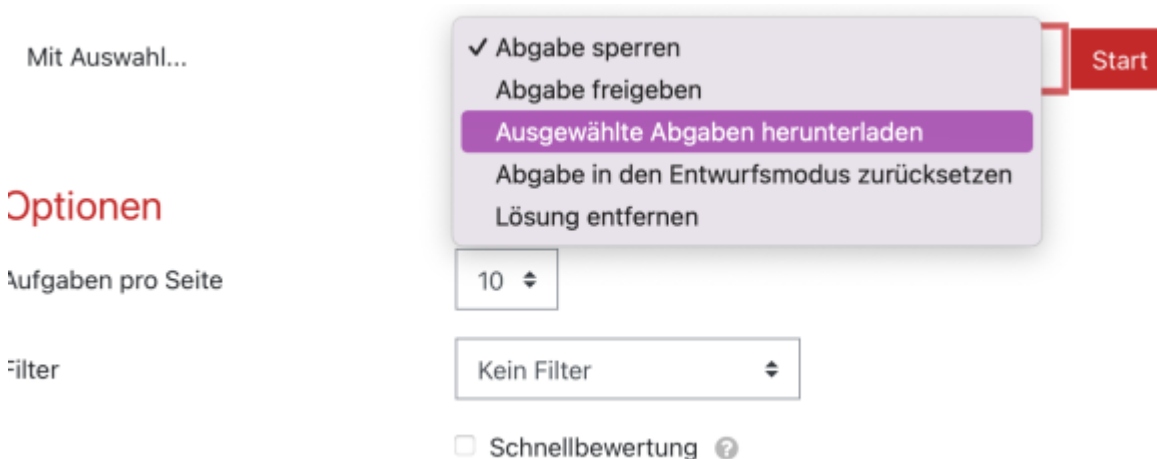 Mit Auswahl...
✓ Abgabe sperren
Abgabe freigeben
Ausgewählte Abgaben herunterladen
Abgabe in den Entwurfsmodus zurücksetzen
Lösung entfernen
Start
Optionen
Aufgaben pro Seite
10
Filter
Kein Filter
Schnellbewertung